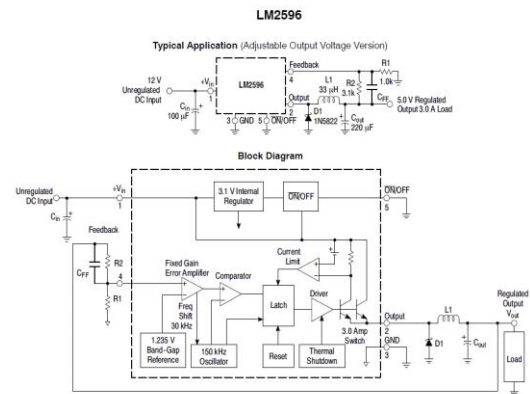 LM2596
Typical Application (Adjustable Output Voltage Version)
12 V
Unregulated
DC Input
+Vin
1
Cin
100 µF
LM2596
Feedback
4
Output
2
3 GND
5 ON/OFF
D1
1N5822
L1
33 µH
R2
3.1k
CFF
R1
1.0k
Cout
220 µF
5.0 V Regulated
Output 3.0 A Load
Block Diagram
Unregulated
DC Input
+Vin
1
Cin
3.1 V Internal
Regulator
ON/OFF
ON/OFF
5
Feedback
CFF
R2
4
R1
Fixed Gain
Error Amplifier
Comparator
Freq
Shift
30 kHz
Current
Limit
Latch
Driver
1.235 V
Band-Gap
Reference
150 kHz
Oscillator
Reset
Thermal
Shutdown
3.0 Amp
Switch
Output
2
GND
3
D1
L1
Cout
Regulated
Output
Vout
Load